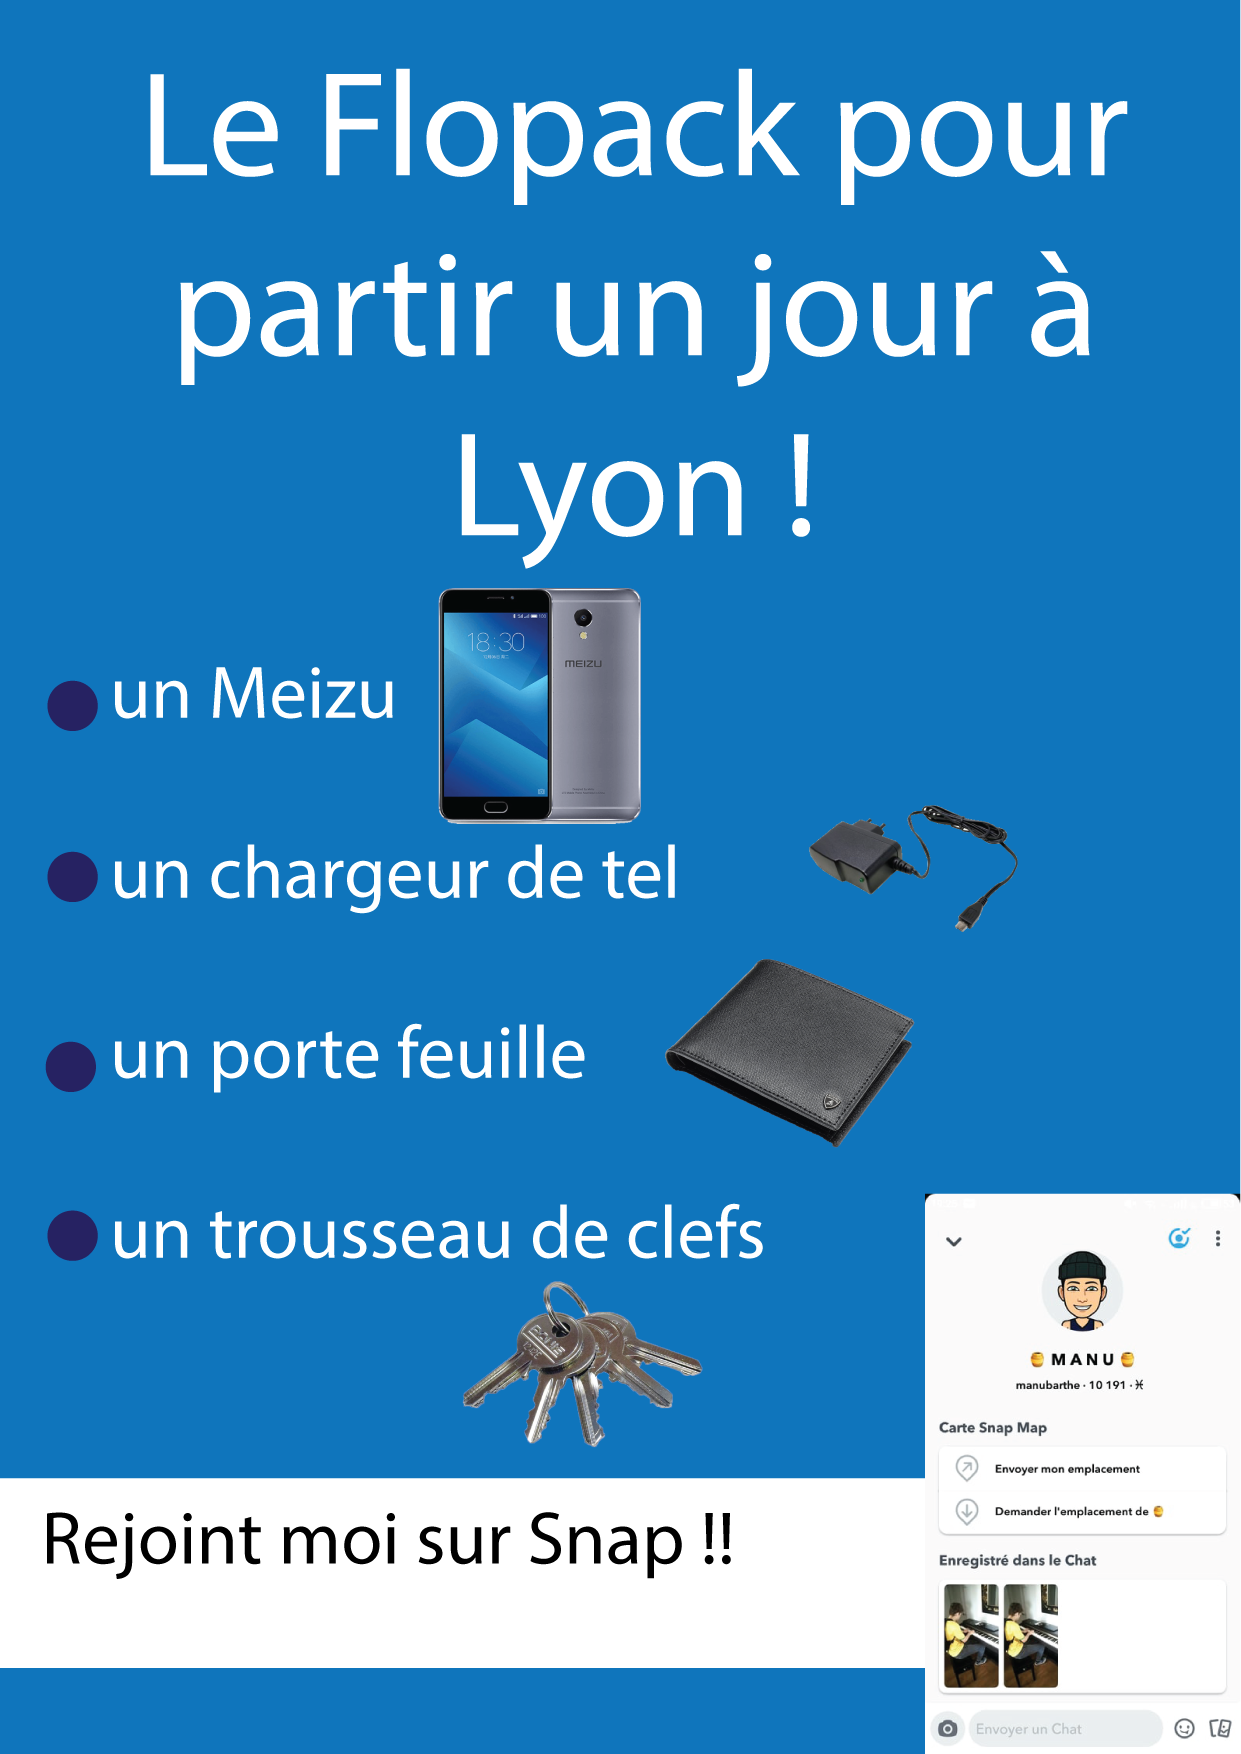 Le Flopack pour
partir un jour à
Lyon !
18:30
MEIZU
un Meizu
un chargeur de tel
un porte feuille
un trousseau de clefs
MANU
manubarthe · 10 191 · ♓
Carte Snap Map
Envoyer mon emplacement
Demander l'emplacement de 🍯
Enregistré dans le Chat
Rejoint moi sur Snap !!
Envoyer un Chat